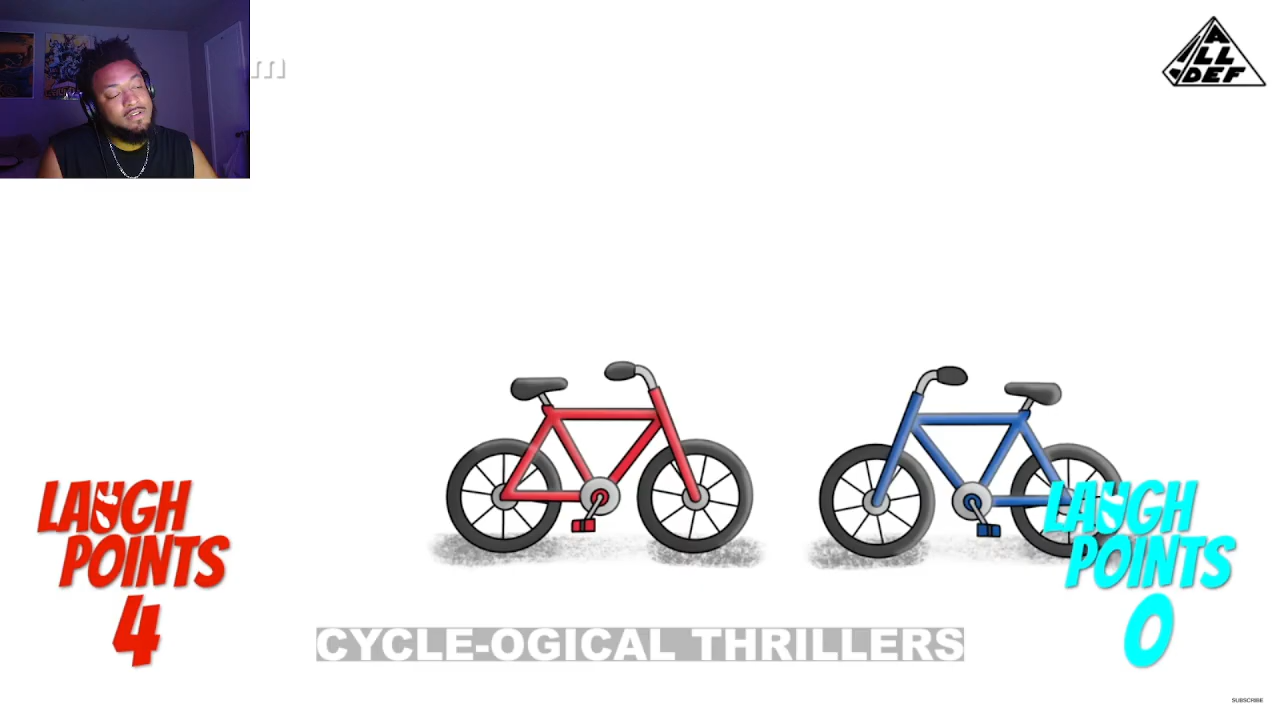 m
ALL
DEF
LAUGH
POINTS
4
LAUGH
POINTS
0
CYCLE-OGICAL THRILLERS
SUBSCRIBE